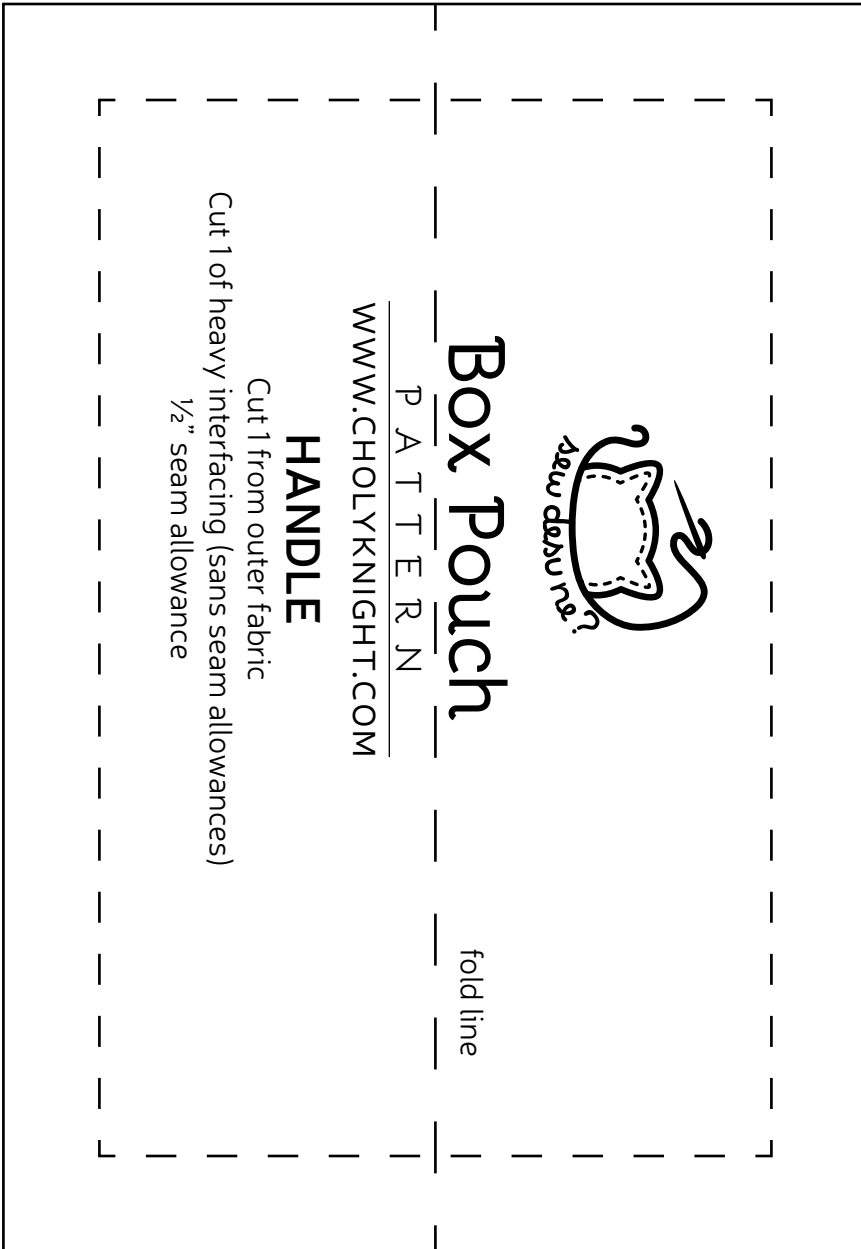 sew desu ne?
Box Pouch
PATTERN
WWW.CHOLYKNIGHT.COM
HANDLE
Cut 1 from outer fabric
Cut 1 of heavy interfacing (sans seam allowances)
½” seam allowance
fold line